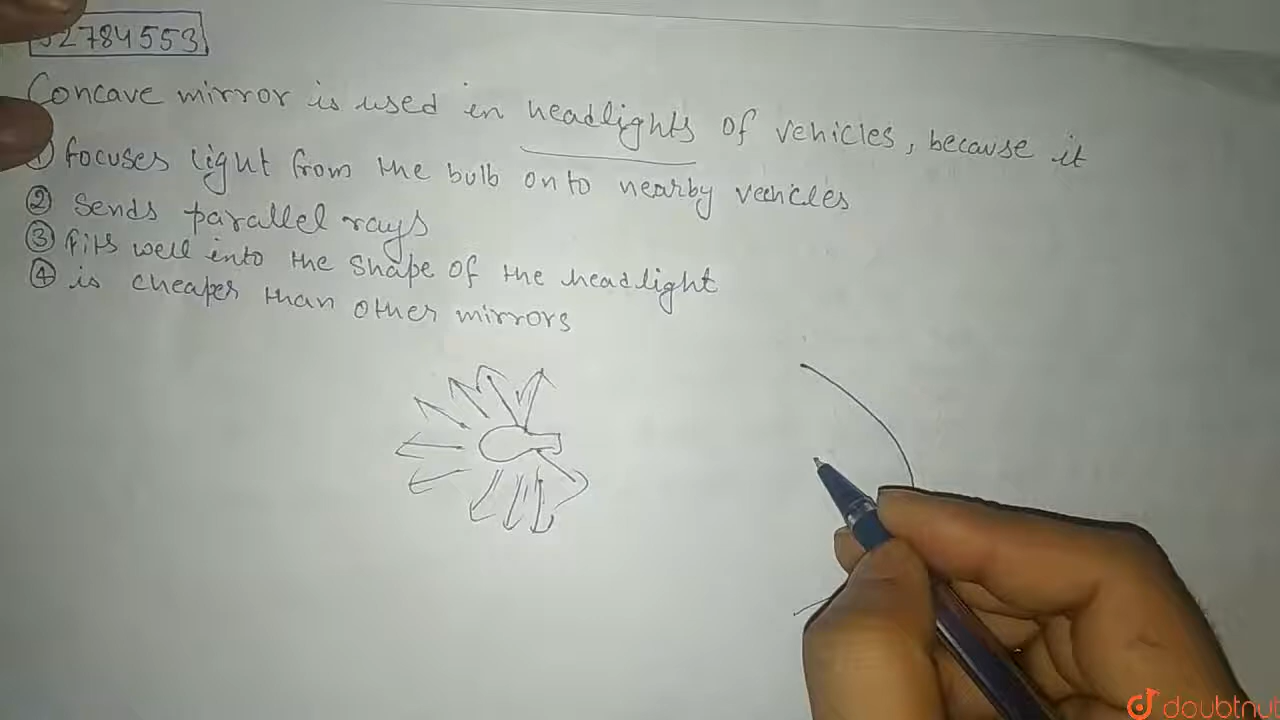 2784553
Concave mirror is used in headlights of vehicles, because it
① focuses light from the bulb onto nearby vehicles
② sends parallel rays
③ fits well into the shape of the headlight
④ is cheaper than other mirrors
doubtnut